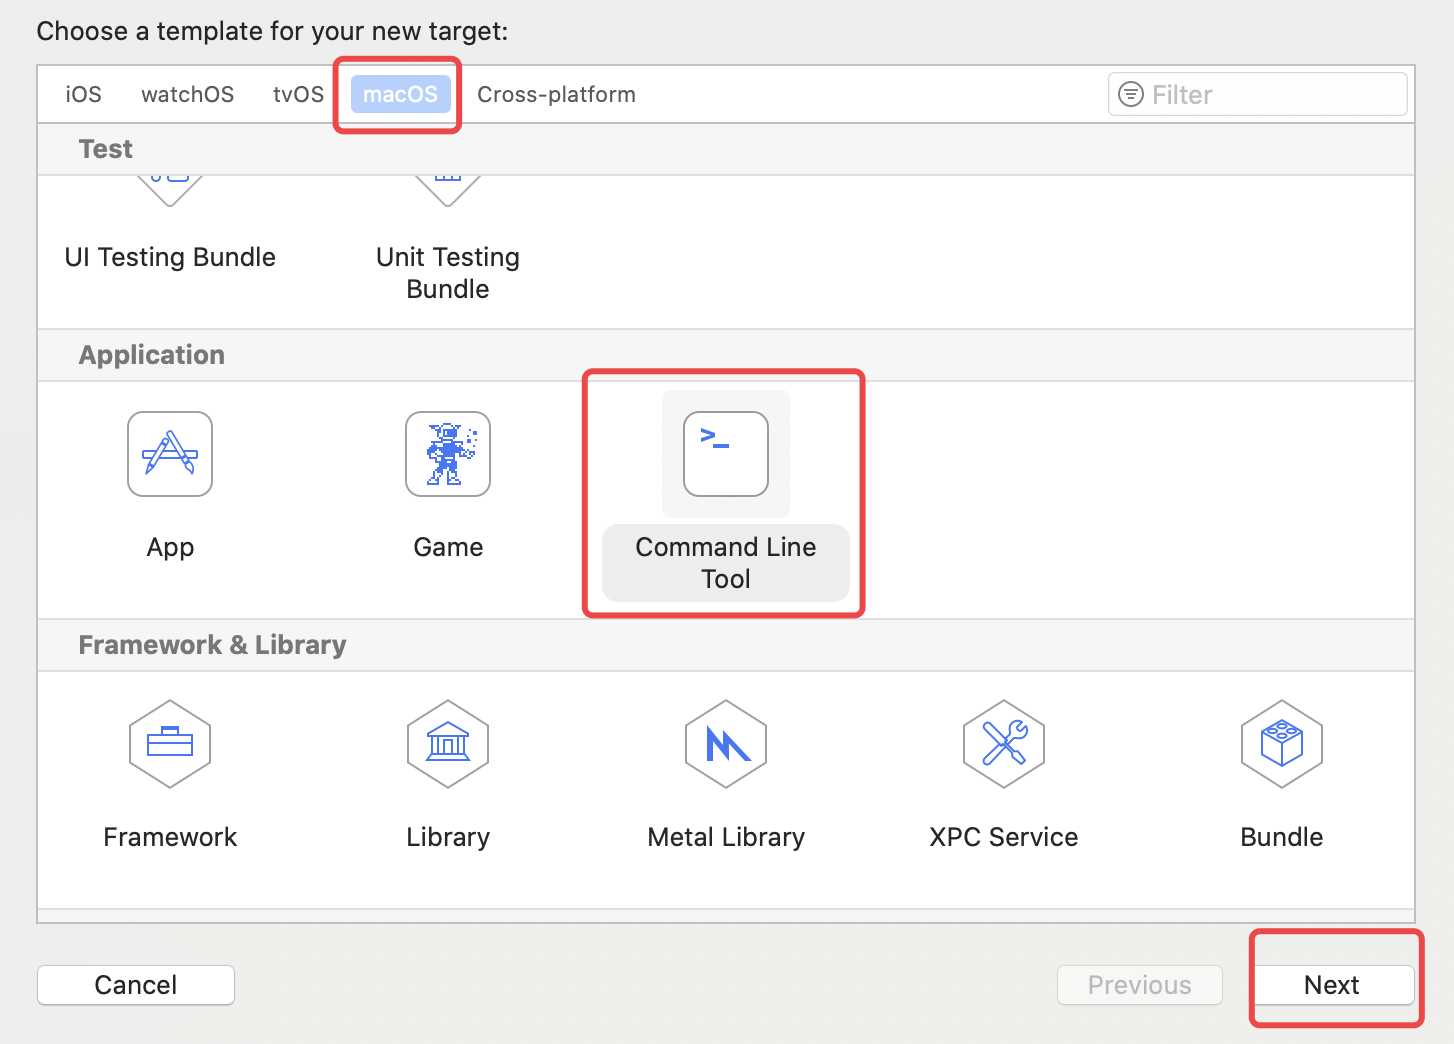 Choose a template for your new target:
iOS watchOS tvOS macOS Cross-platform Filter
Test
UI Testing Bundle
Unit Testing
Bundle
Application
App
Game
Command Line
Tool
Framework & Library
Framework
Library
Metal Library
XPC Service
Bundle
Cancel
Previous
Next